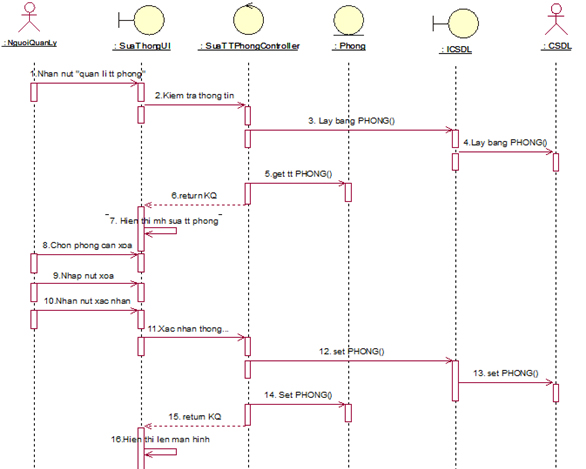 : NguoiQuanLy
: SuaThongUI
: SuaTTPhongController
: Phong
: ICSDL
: CSDL
1.Nhan nut "quan li tt phong"
2.Kiem tra thong tin
3. Lay bang PHONG()
4.Lay bang PHONG()
5.get tt PHONG()
6.return KQ
"7. Hien thi mh sua tt phong"
8.Chon phong can xoa
9.Nhap nut xoa
10.Nhan nut xac nhan
11.Xac nhan thong...
12. set PHONG()
13. set PHONG()
14. Set PHONG()
15. return KQ
16.Hien thi len man hinh